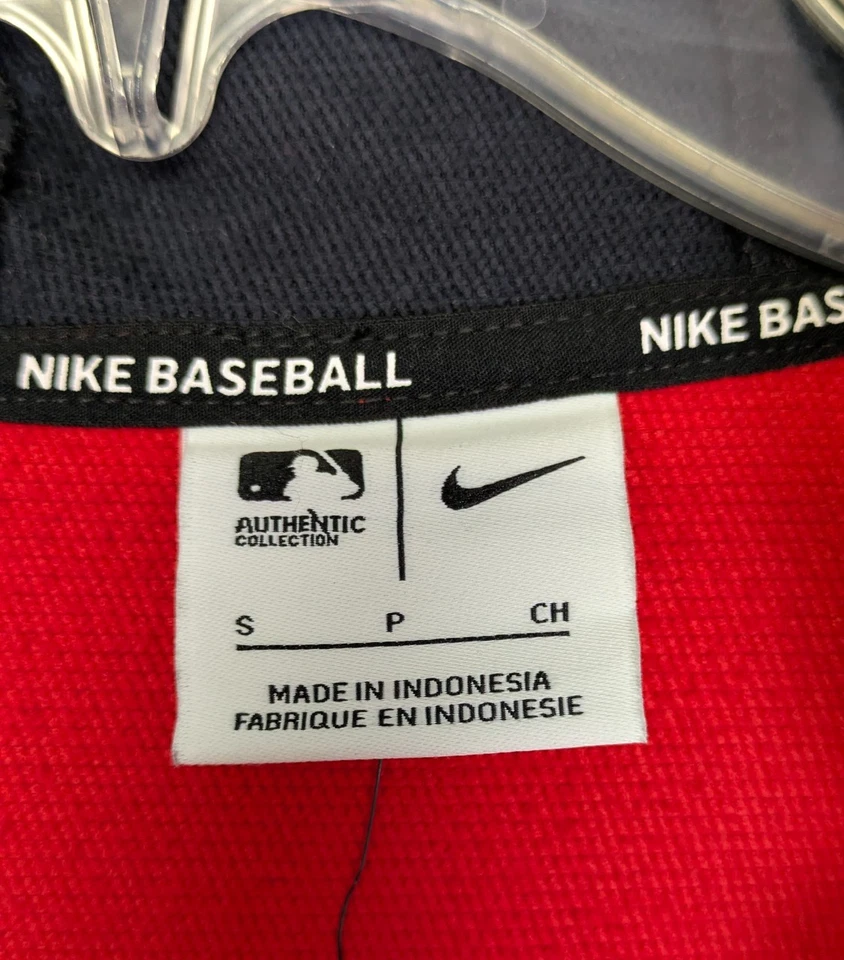 NIKE BASEBALL
NIKE BAS
AUTHENTIC
COLLECTION
S P CH
MADE IN INDONESIA
FABRIQUE EN INDONESIE